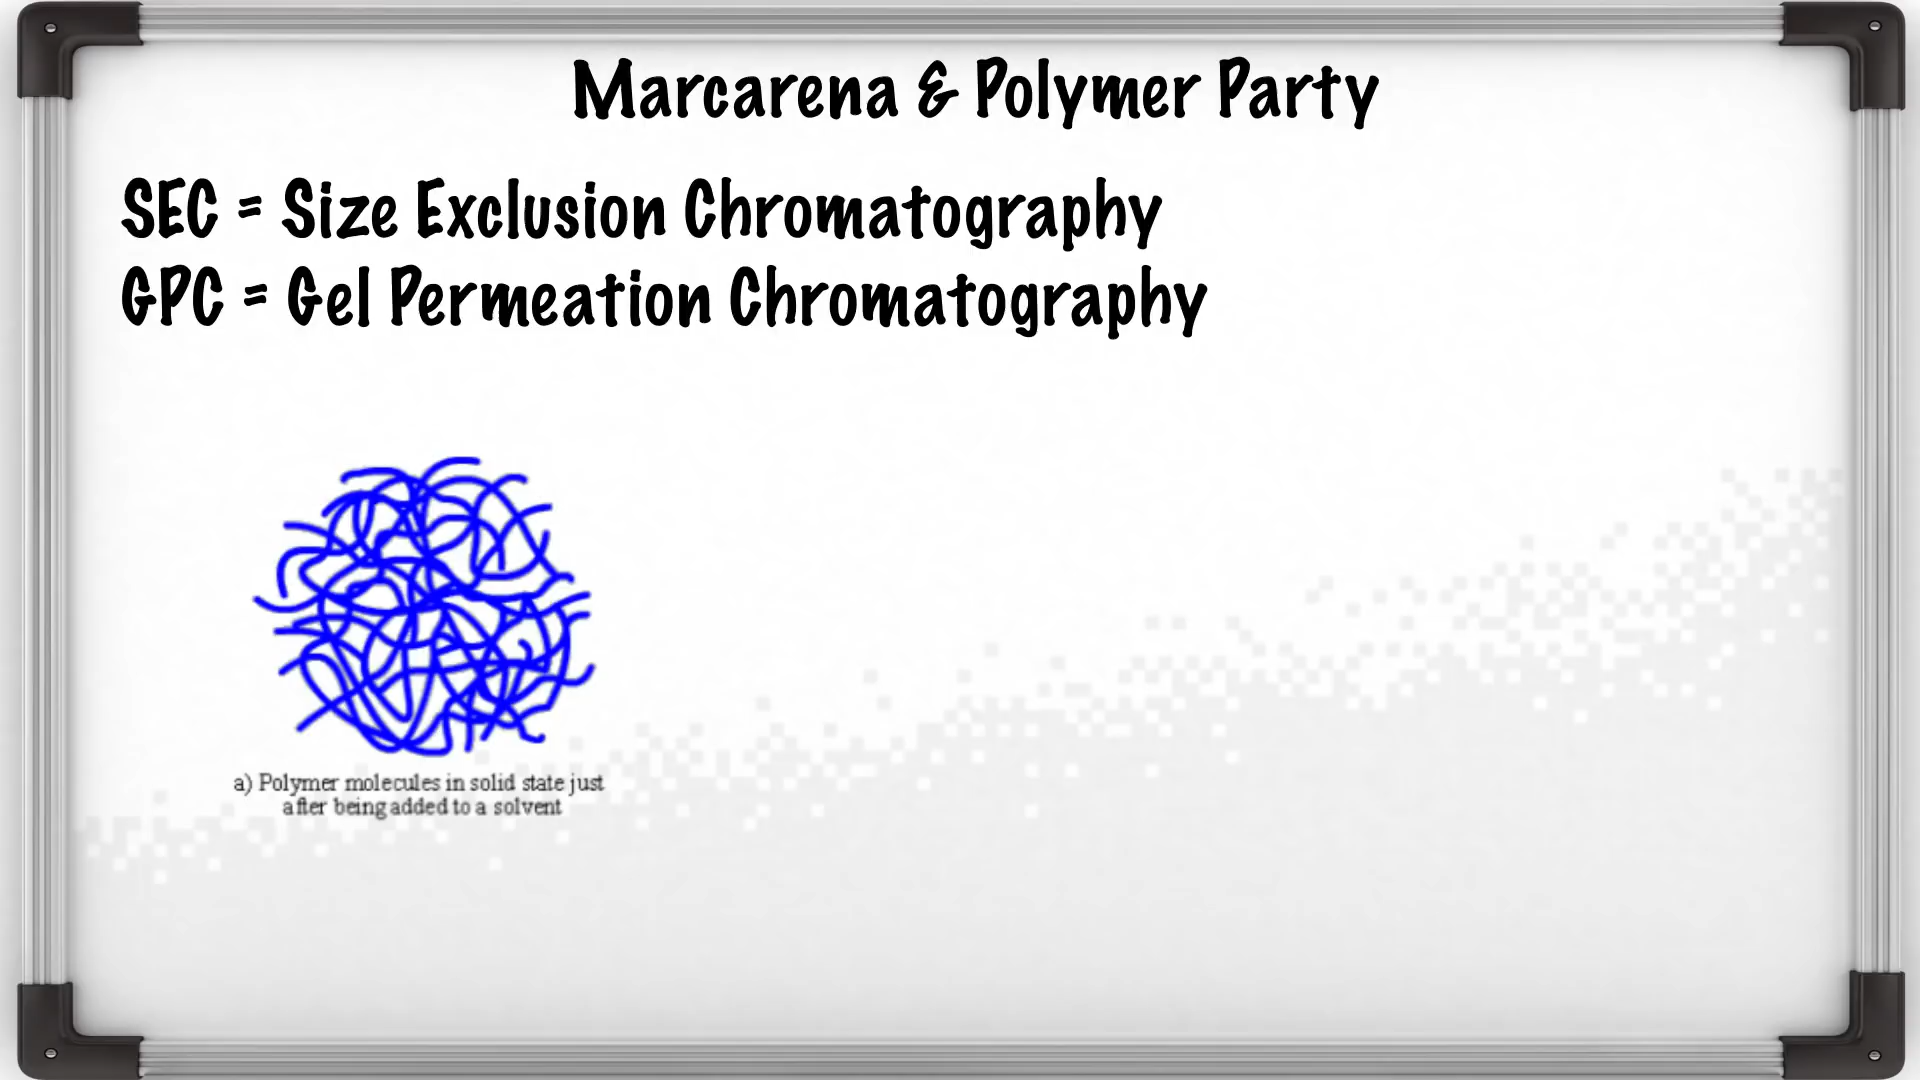 Marcarena & Polymer Party
SEC = Size Exclusion Chromatography
GPC = Gel Permeation Chromatography
a) Polymer molecules in solid state just
after being added to a solvent